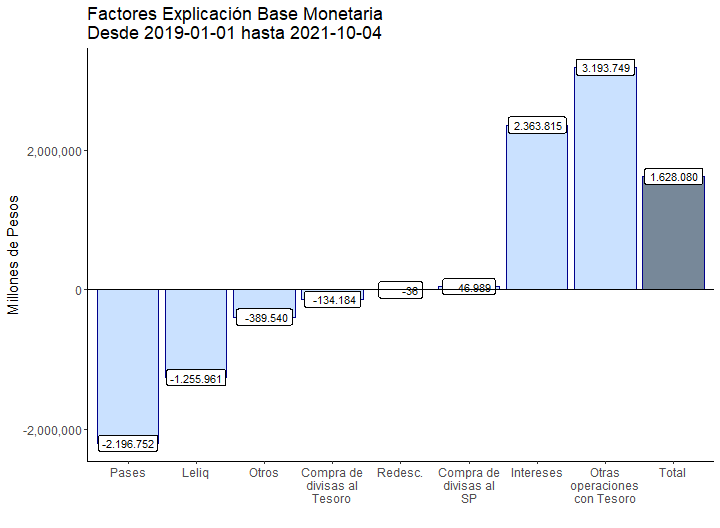 Factores Explicación Base Monetaria
Desde 2019-01-01 hasta 2021-10-04
Millones de Pesos
2,000,000
0
-2,000,000
-2.196.752
-1.255.961
-389.540
-134.184
-36
46.989
2.363.815
3.193.749
1.628.080
Pases
Leliq
Otros
Compra de
divisas al
Tesoro
Redesc.
Compra de
divisas al
SP
Intereses
Otras
operaciones
con Tesoro
Total